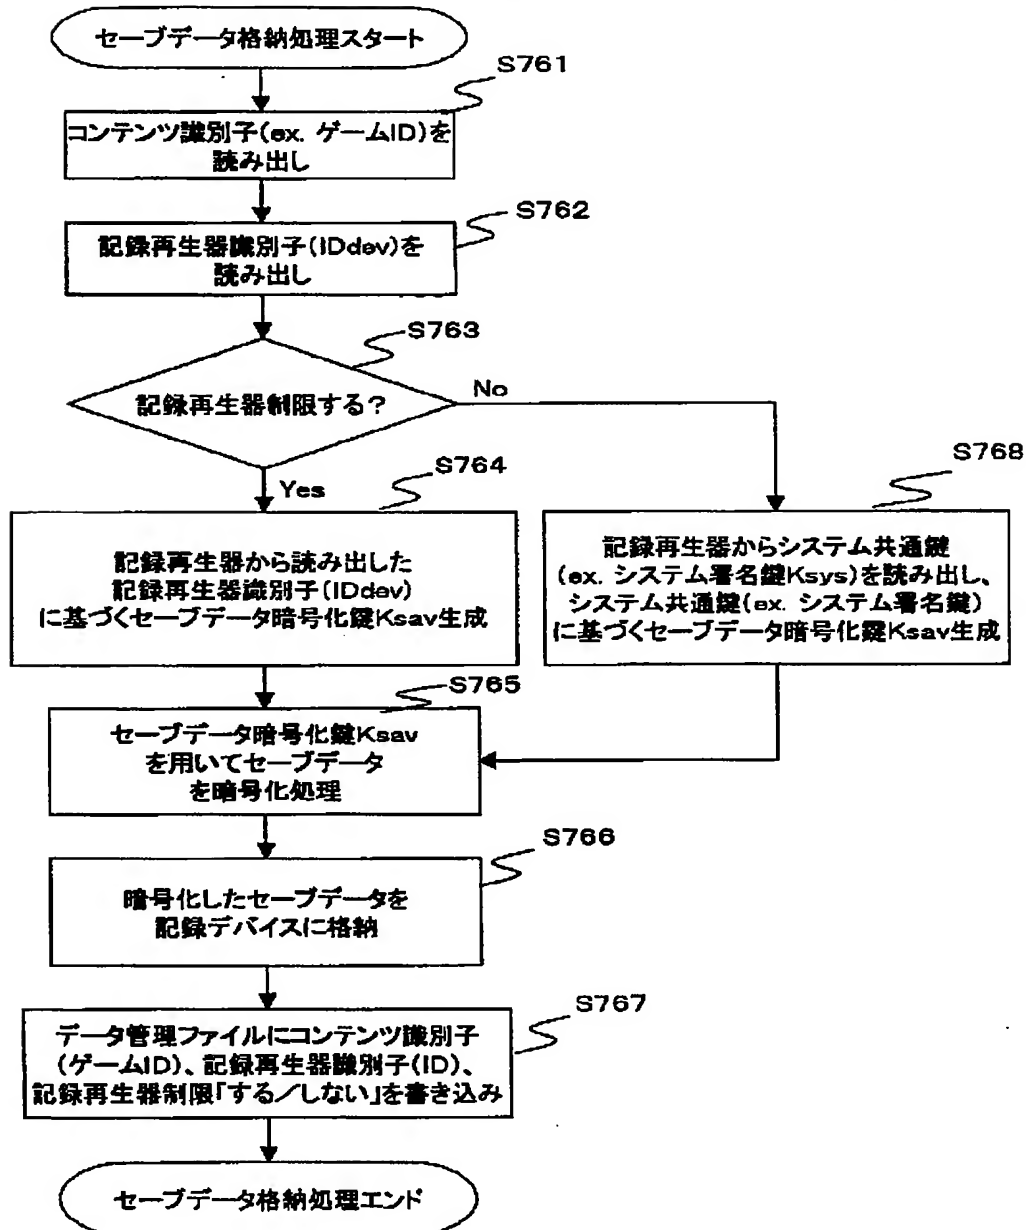 セーブデータ格納処理スタート
S761
コンテンツ識別子(ex. ゲームID)を
読み出し
S762
記録再生器識別子(IDdev)を
読み出し
S763
記録再生器制限する?
No
Yes
S764
記録再生器から読み出した
記録再生器識別子(IDdev)
に基づくセーブデータ暗号化鍵Ksav生成
S768
記録再生器からシステム共通鍵
(ex. システム署名鍵Ksys)を読み出し、
システム共通鍵(ex. システム署名鍵)
に基づくセーブデータ暗号化鍵Ksav生成
S765
セーブデータ暗号化鍵Ksav
を用いてセーブデータ
を暗号化処理
S766
暗号化したセーブデータを
記録デバイスに格納
S767
データ管理ファイルにコンテンツ識別子
(ゲームID)、記録再生器識別子(ID)、
記録再生器制限「する/しない」を書き込み
セーブデータ格納処理エンド